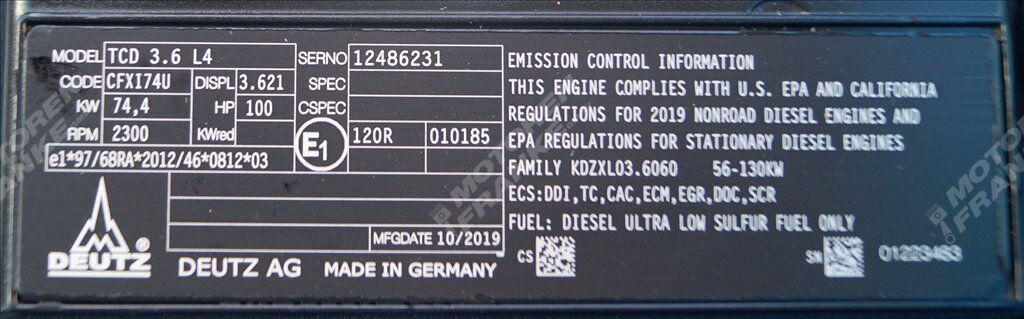 MODEL TCD 3.6 L4 SERNO 12486231
CODE CFX174U DISPL 3.621 SPEC
KW 74,4 HP 100 CSPEC
RPM 2300 KWred E1 120R 010185
e1*97/68RA*2012/46*0812*03
MFGDATE 10/2019
DEUTZ
DEUTZ AG MADE IN GERMANY
EMISSION CONTROL INFORMATION
THIS ENGINE COMPLIES WITH U.S. EPA AND CALIFORNIA
REGULATIONS FOR 2019 NONROAD DIESEL ENGINES AND
EPA REGULATIONS FOR STATIONARY DIESEL ENGINES
FAMILY KDZXL03.6060 56-130KW
ECS:DDI,TC,CAC,ECM,EGR,DOC,SCR
FUEL: DIESEL ULTRA LOW SULFUR FUEL ONLY
CS SN
MOTOREN FRANKE